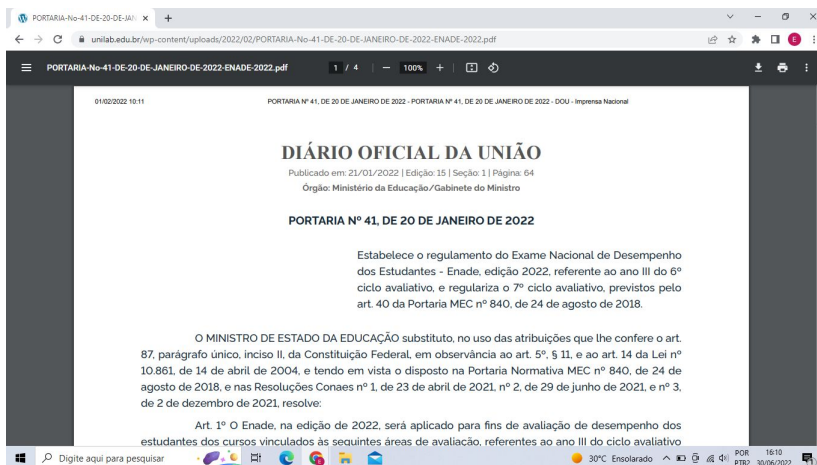 PORTARIA-No-41-DE-20-DE-JAN
unilab.edu.br/wp-content/uploads/2022/02/PORTARIA-No-41-DE-20-DE-JANEIRO-DE-2022-ENADE-2022.pdf
E
PORTARIA-No-41-DE-20-DE-JANEIRO-DE-2022-ENADE-2022.pdf 1 / 4 100%
01/02/2022 10:11 PORTARIA Nº 41, DE 20 DE JANEIRO DE 2022 - PORTARIA Nº 41, DE 20 DE JANEIRO DE 2022 - DOU - Imprensa Nacional
DIÁRIO OFICIAL DA UNIÃO
Publicado em: 21/01/2022 | Edição: 15 | Seção: 1 | Página: 64
Órgão: Ministério da Educação/Gabinete do Ministro
PORTARIA Nº 41, DE 20 DE JANEIRO DE 2022
Estabelece o regulamento do Exame Nacional de Desempenho
dos Estudantes - Enade, edição 2022, referente ao ano III do 6º
ciclo avaliativo, e regulariza o 7º ciclo avaliativo, previstos pelo
art. 40 da Portaria MEC nº 840, de 24 de agosto de 2018.
O MINISTRO DE ESTADO DA EDUCAÇÃO substituto, no uso das atribuições que lhe confere o art.
87, parágrafo único, inciso II, da Constituição Federal, em observância ao art. 5º, § 11, e ao art. 14 da Lei nº
10.861, de 14 de abril de 2004, e tendo em vista o disposto na Portaria Normativa MEC nº 840, de 24 de
agosto de 2018, e nas Resoluções Conaes nº 1, de 23 de abril de 2021, nº 2, de 29 de junho de 2021, e nº 3,
de 2 de dezembro de 2021, resolve:
Art. 1º O Enade, na edição de 2022, será aplicado para fins de avaliação de desempenho dos
estudantes dos cursos vinculados às seguintes áreas de avaliação, referentes ao ano III do ciclo avaliativo
Digite aqui para pesquisar
30°C Ensolarado
POR
PTB2
16:10
30/06/2022